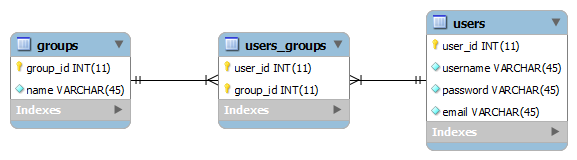 groups
group_id INT(11)
name VARCHAR(45)
Indexes
users_groups
user_id INT(11)
group_id INT(11)
Indexes
users
user_id INT(11)
username VARCHAR(45)
password VARCHAR(45)
email VARCHAR(45)
Indexes